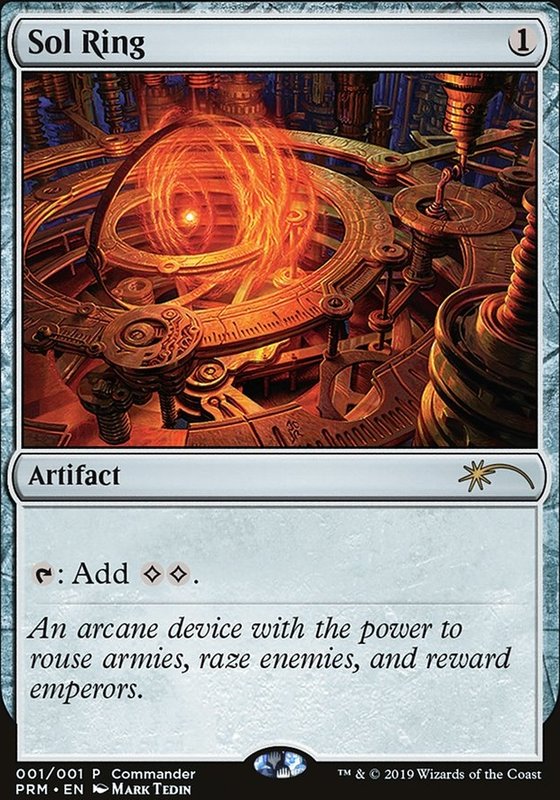 Sol Ring 1
Artifact
: Add .
An arcane device with the power to
rouse armies, raze enemies, and reward
emperors.
001/001 P Commander
PRM • EN Mark Tedin
™ & © 2019 Wizards of the Coast